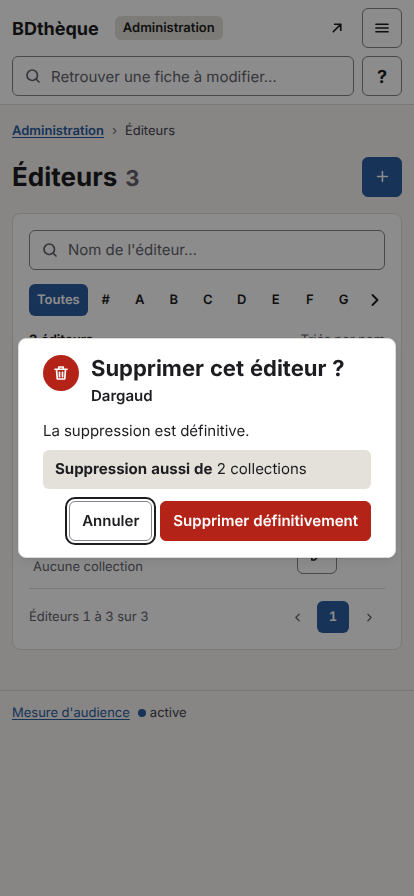 BDthèque Administration
Retrouver une fiche à modifier... ?
Administration › Éditeurs
Éditeurs 3
Nom de l'éditeur...
Toutes # A B C D E F G
Supprimer cet éditeur ?
Dargaud
La suppression est définitive.
Suppression aussi de 2 collections
Annuler Supprimer définitivement
Aucune collection
Éditeurs 1 à 3 sur 3 ‹ 1 ›
Mesure d'audience active